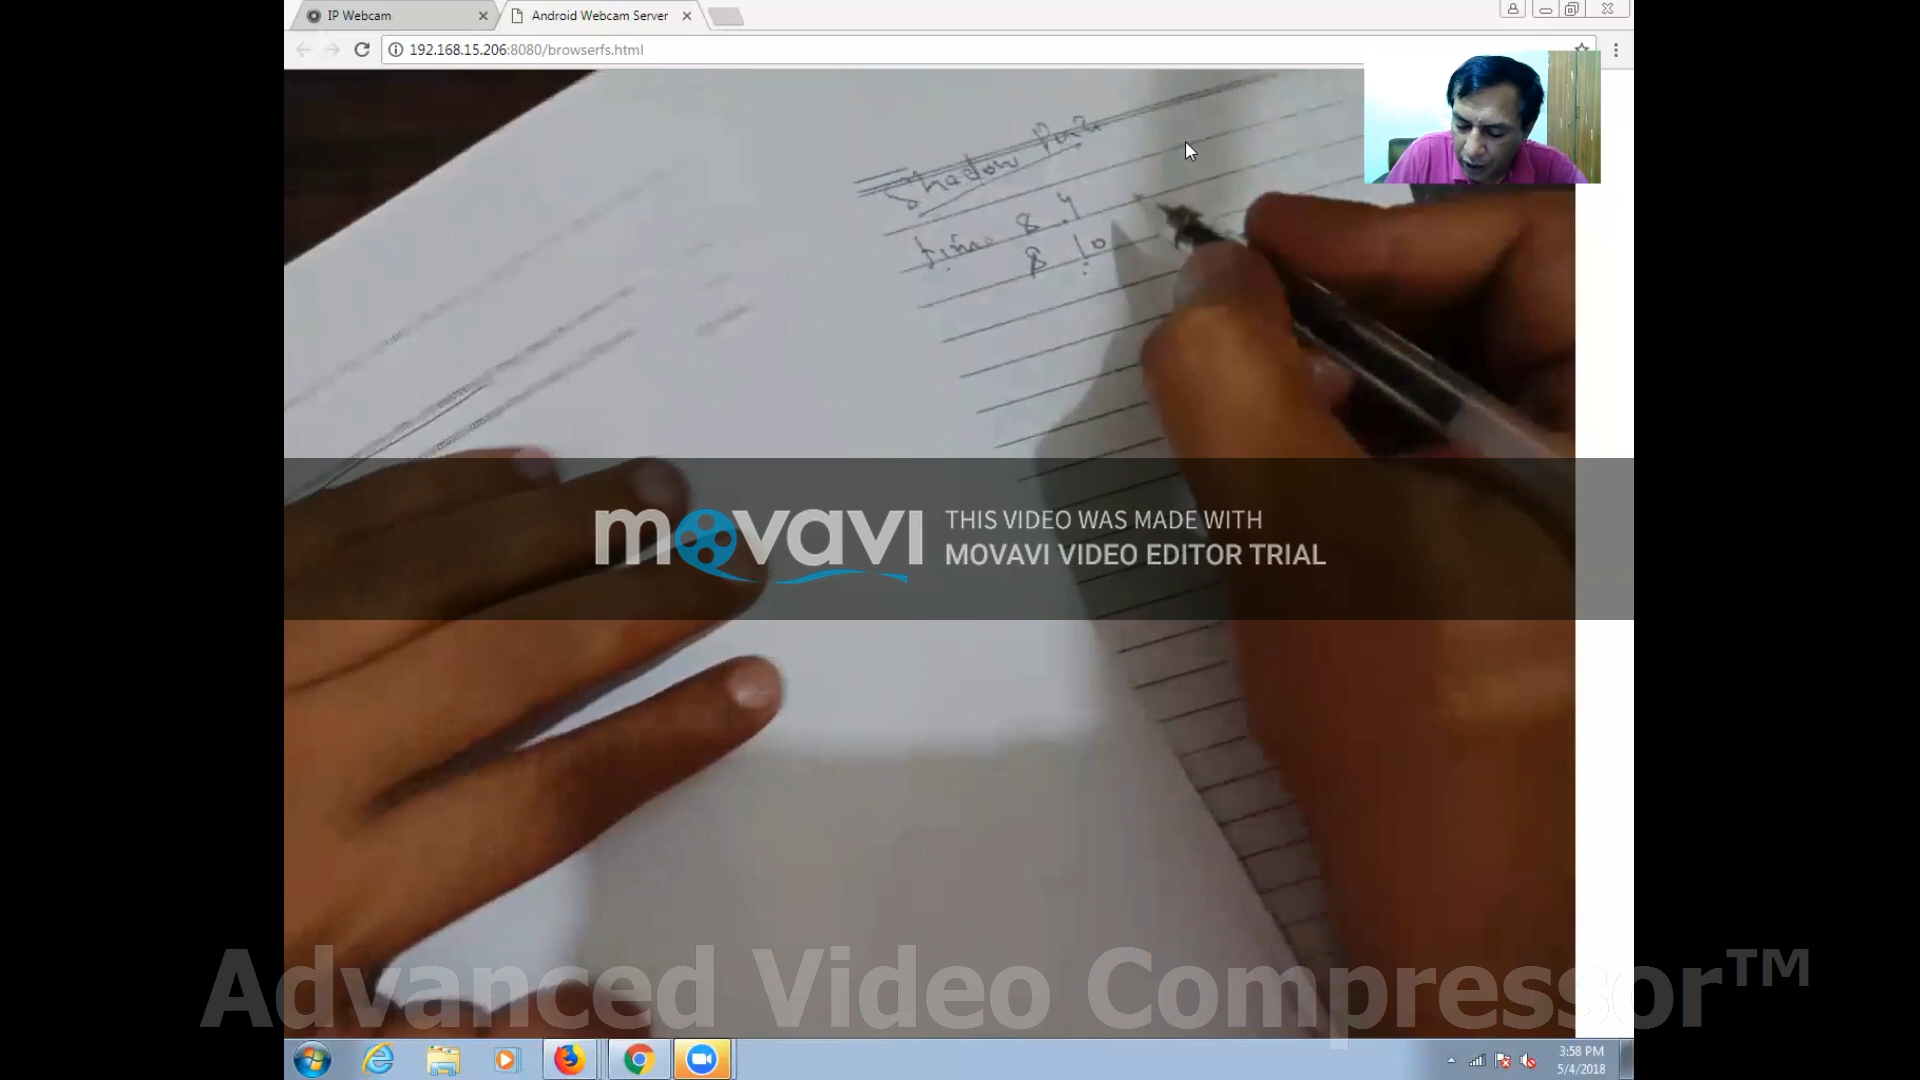 IP Webcam
Android Webcam Server
192.168.15.206:8080/browserfs.html
Shadow
time 8
8 10
movavi
THIS VIDEO WAS MADE WITH
MOVAVI VIDEO EDITOR TRIAL
Advanced Video Compressor™
3:58 PM
5/4/2018